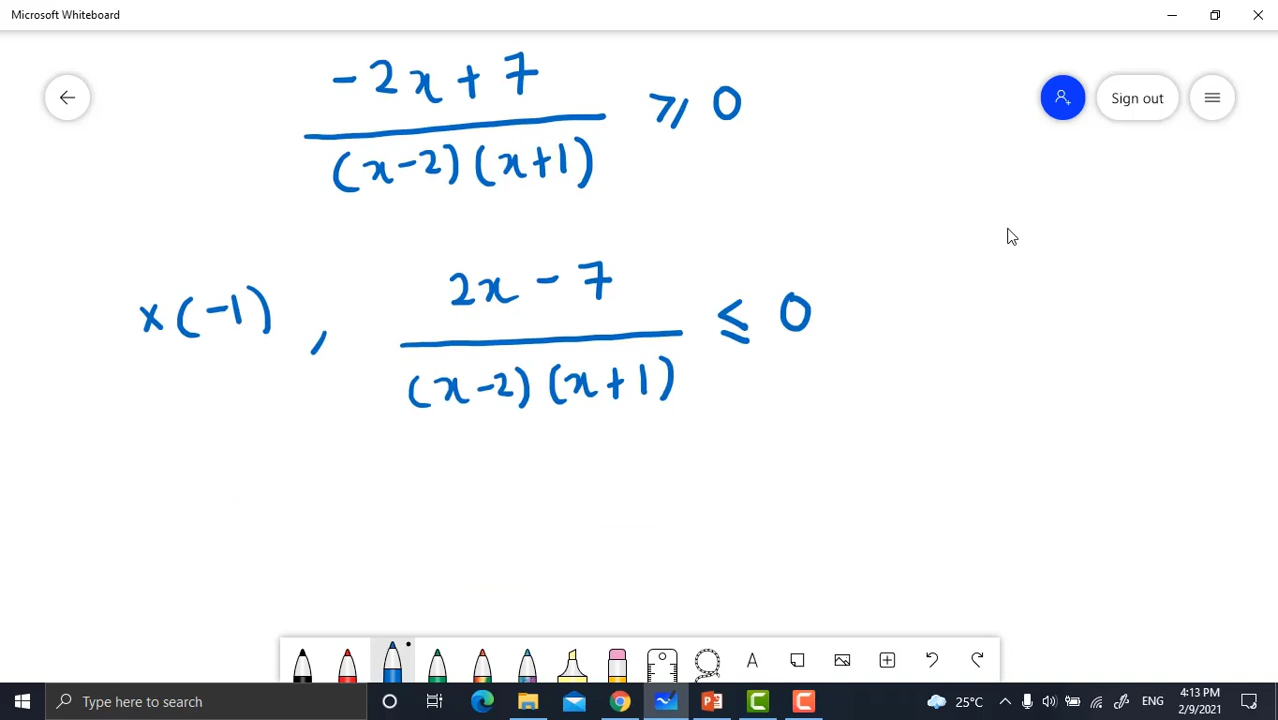 Microsoft Whiteboard
Sign out
-2x + 7
(x-2)(x+1)
⩾ 0
x(-1) ,
2x - 7
(x-2)(x+1)
≤ 0
A
Type here to search
25°C
ENG
4:13 PM
2/9/2021